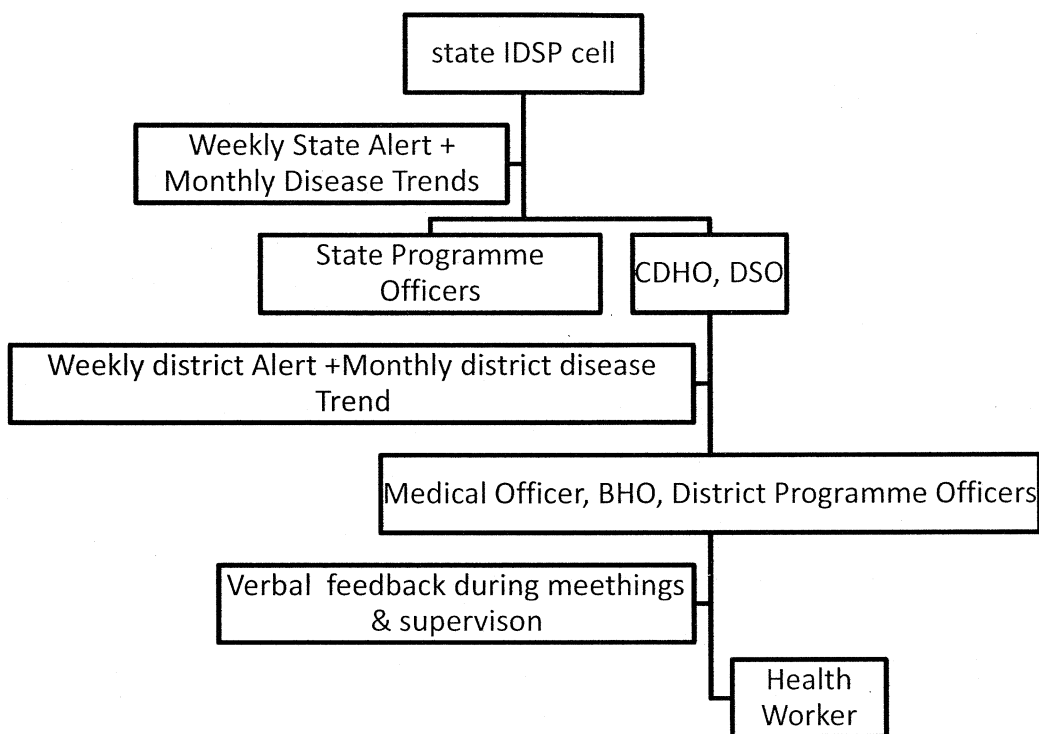 state IDSP cell
Weekly State Alert +
Monthly Disease Trends
State Programme
Officers
CDHO, DSO
Weekly district Alert +Monthly district disease
Trend
Medical Officer, BHO, District Programme Officers
Verbal feedback during meethings
& supervison
Health
Worker